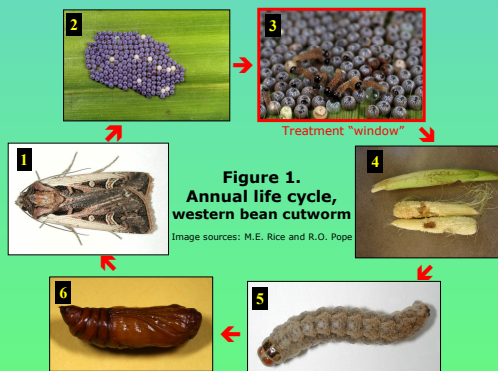 2
3
Treatment "window"
1
4
Figure 1.
Annual life cycle,
western bean cutworm
Image sources: M.E. Rice and R.O. Pope
6
5